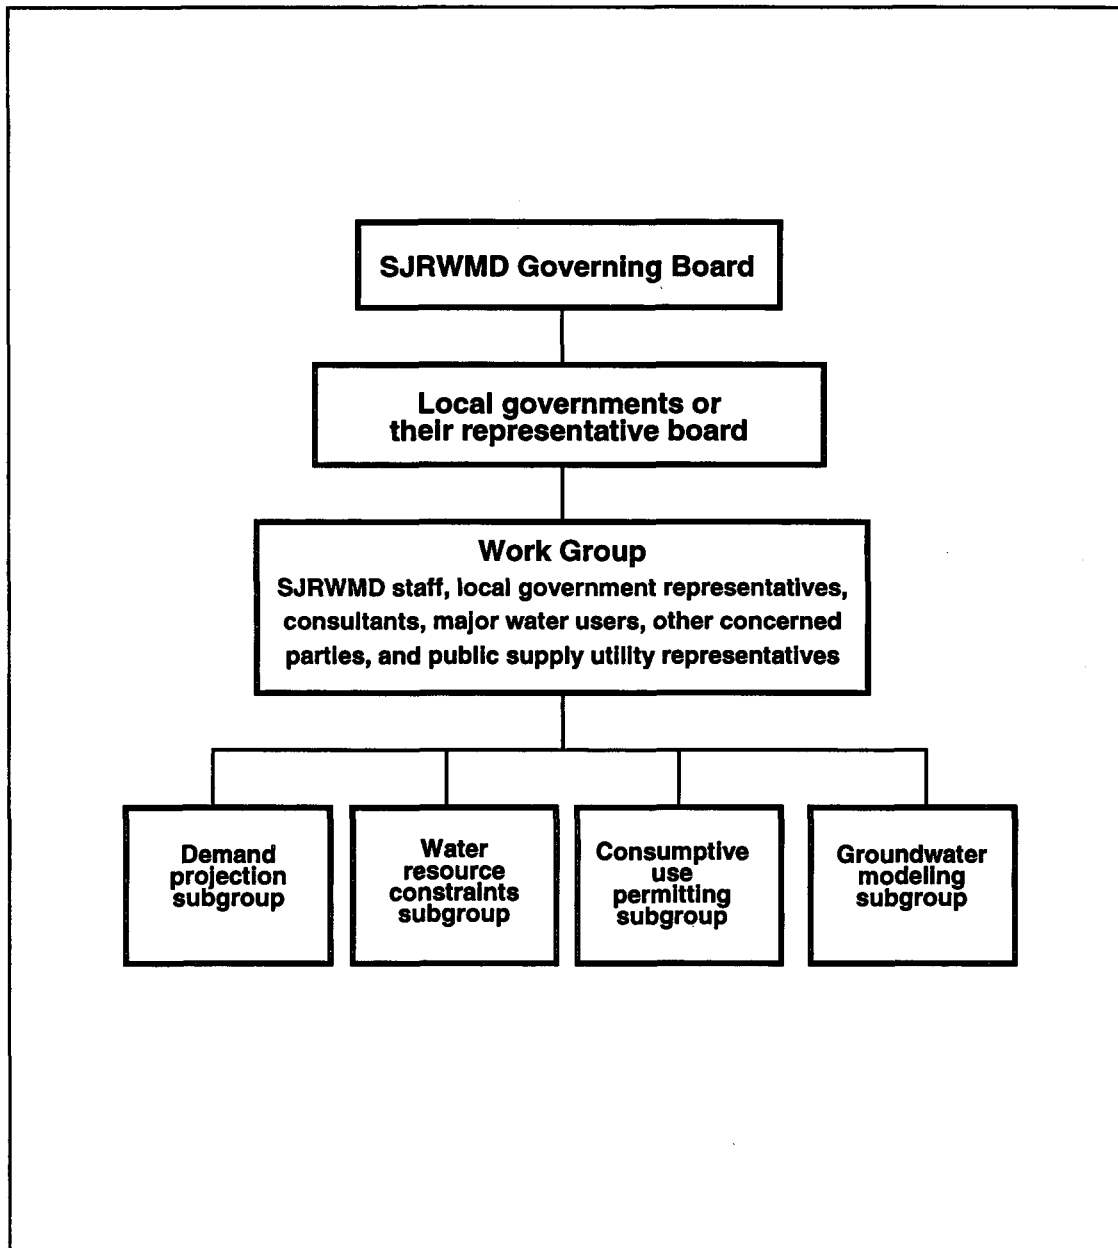 SJRWMD Governing Board
Local governments or
their representative board
Work Group
SJRWMD staff, local government representatives,
consultants, major water users, other concerned
parties, and public supply utility representatives
Demand
projection
subgroup
Water
resource
constraints
subgroup
Consumptive
use
permitting
subgroup
Groundwater
modeling
subgroup